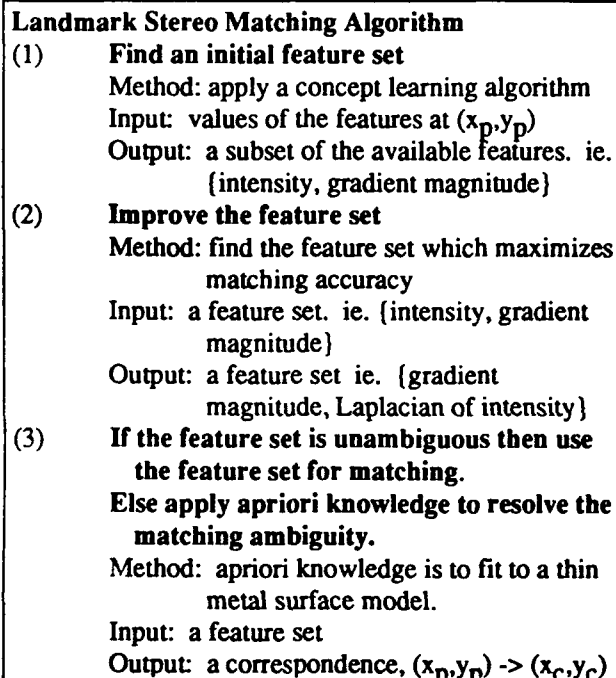 Landmark Stereo Matching Algorithm
(1) Find an initial feature set
Method: apply a concept learning algorithm
Input: values of the features at (xp,yp)
Output: a subset of the available features. ie.
{intensity, gradient magnitude}
(2) Improve the feature set
Method: find the feature set which maximizes
matching accuracy
Input: a feature set. ie. {intensity, gradient
magnitude}
Output: a feature set ie. {gradient
magnitude, Laplacian of intensity}
(3) If the feature set is unambiguous then use
the feature set for matching.
Else apply apriori knowledge to resolve the
matching ambiguity.
Method: apriori knowledge is to fit to a thin
metal surface model.
Input: a feature set
Output: a correspondence, (xp,yp) -> (xc,yc)